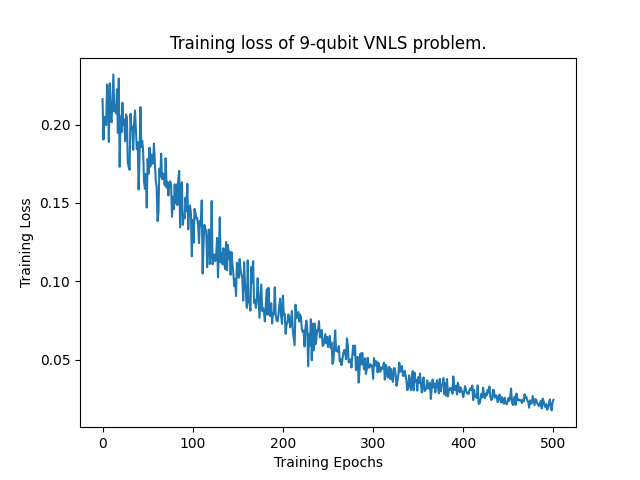 Training loss of 9-qubit VNLS problem.
Training Loss
0.20
0.15
0.10
0.05
0 100 200 300 400 500
Training Epochs